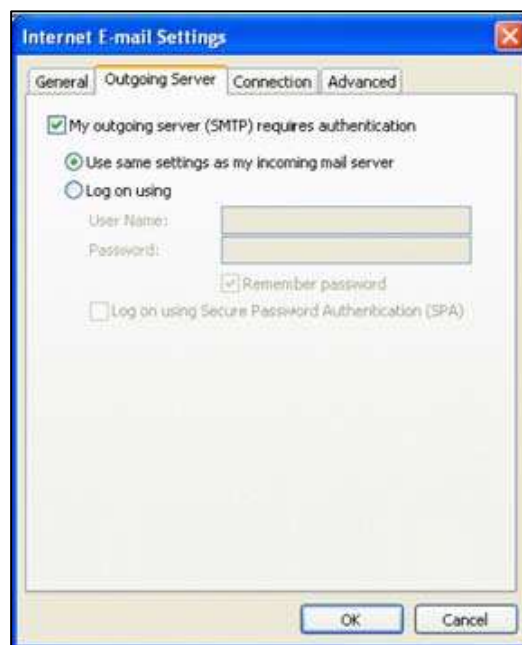 Internet E-mail Settings
General Outgoing Server Connection Advanced
My outgoing server (SMTP) requires authentication
Use same settings as my incoming mail server
Log on using
User Name:
Password:
Remember password
Log on using Secure Password Authentication (SPA)
OK Cancel